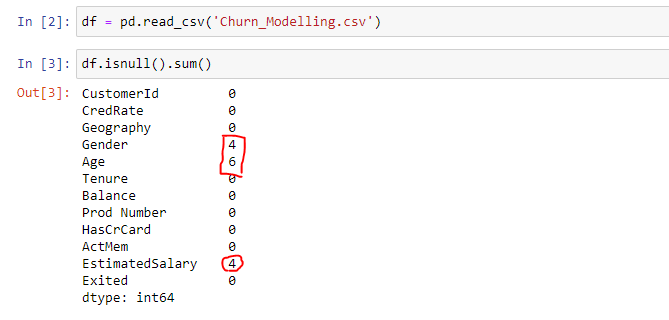 In [2]: df = pd.read_csv('Churn_Modelling.csv')
In [3]: df.isnull().sum()
Out[3]: CustomerId 0
CredRate 0
Geography 0
Gender 4
Age 6
Tenure 0
Balance 0
Prod Number 0
HasCrCard 0
ActMem 0
EstimatedSalary 4
Exited 0
dtype: int64